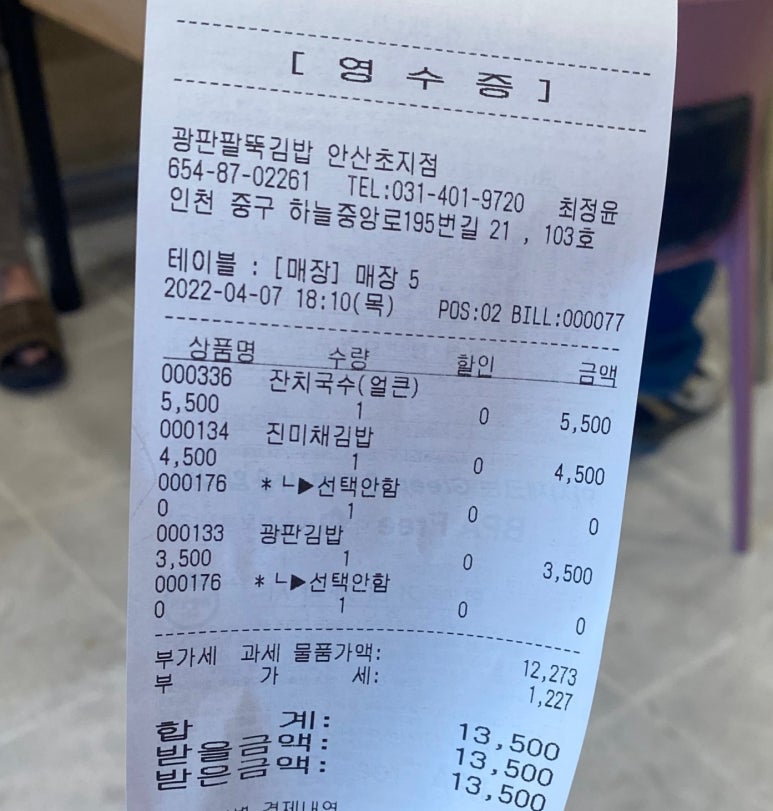 [ 영 수 증 ]
광판팔뚝김밥 안산초지점
654-87-02261 TEL:031-401-9720 최정윤
인천 중구 하늘중앙로195번길 21 , 103호
테이블 : [매장] 매장 5
2022-04-07 18:10(목) POS:02 BILL:000077
상품명 수량 할인 금액
000336 잔치국수(얼큰)
5,500 1 0 5,500
000134 진미채김밥
4,500 1 0 4,500
000176 *ㄴ▶선택안함
0 1 0 0
000133 광판김밥
3,500 1 0 3,500
000176 *ㄴ▶선택안함
0 1 0 0
부가세 과세 물품가액: 12,273
부 가 세: 1,227
합 계: 13,500
받을금액: 13,500
받은금액: 13,500
결제내역